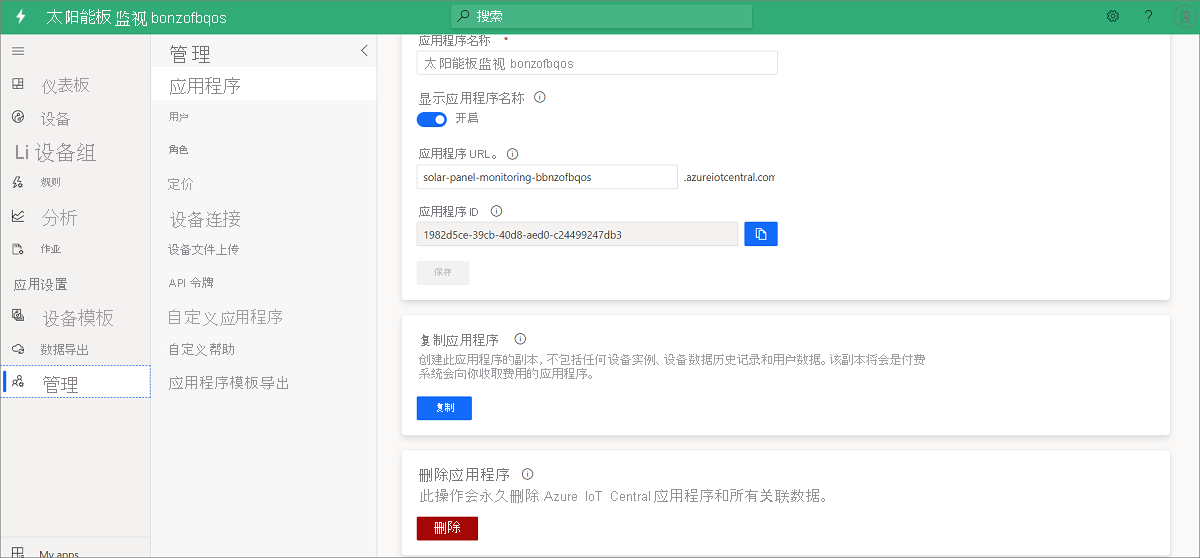 太阳能板监视 bonzofbqos
搜索
?
仪表板
设备
Li 设备组
规则
分析
作业
应用设置
设备模板
数据导出
管理
My apps
管理
应用程序
用户
角色
定价
设备连接
设备文件上传
API 令牌
自定义应用程序
自定义帮助
应用程序模板导出
应用程序名称 *
太阳能板监视 bonzofbqos
显示应用程序名称
开启
应用程序 URL。
solar-panel-monitoring-bbnzofbqos .azureiotcentral.com
应用程序 ID
1982d5ce-39cb-40d8-aed0-c24499247db3
保存
复制应用程序
创建此应用程序的副本, 不包括任何设备实例、设备数据历史记录和用户数据。该副本将会是付费
系统会向你收取费用的应用程序。
复制
删除应用程序
此操作会永久删除 Azure IoT Central 应用程序和所有关联数据。
删除